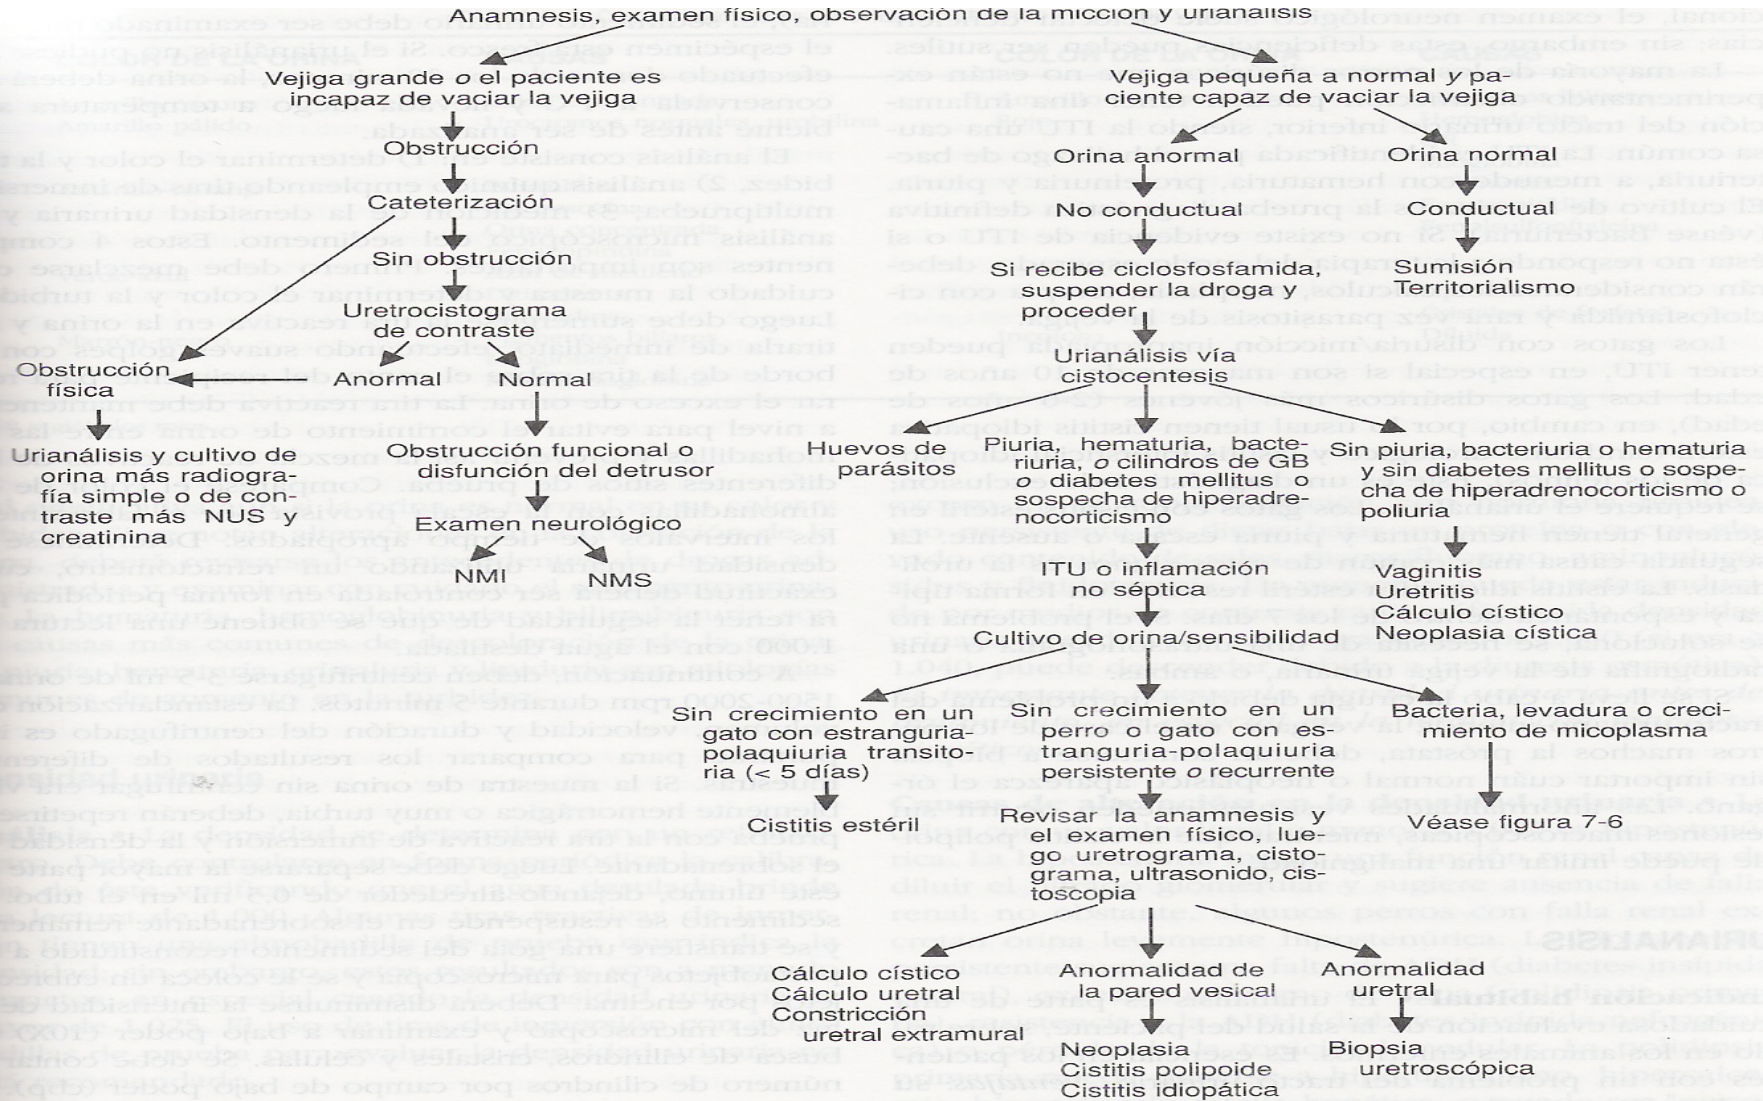 Anamnesis, examen físico, observación de la micción y urianálisis
Vejiga grande o el paciente es
incapaz de vaciar la vejiga
Obstrucción
Cateterización
Sin obstrucción
Uretrocistograma
de contraste
Obstrucción
física
Anormal
Normal
Urianálisis y cultivo de
orina más radiogra-
fía simple o de con-
traste más NUS y
creatinina
Obstrucción funcional o
disfunción del detrusor
Examen neurológico
NMI
NMS
Vejiga pequeña a normal y pa-
ciente capaz de vaciar la vejiga
Orina anormal
Orina normal
No conductual
Conductual
Si recibe ciclosfosfamida,
suspender la droga y
proceder
Sumisión
Territorialismo
Urianálisis vía
cistocentesis
Huevos de
parásitos
Piuria, hematuria, bacte-
riuria, o cilindros de GB
o diabetes mellitus o
sospecha de hiperadre-
nocorticismo
Sin piuria, bacteriuria o hematuria
y sin diabetes mellitus o sospe-
cha de hiperadrenocorticismo o
poliuria
ITU o inflamación
no séptica
Vaginitis
Uretritis
Cálculo cístico
Neoplasia cística
Cultivo de orina/sensibilidad
Sin crecimiento en un
gato con estranguria-
polaquiuria transito-
ria (< 5 días)
Cistitis estéril
Sin crecimiento en un
perro o gato con es-
tranguria-polaquiuria
persistente o recurrente
Bacteria, levadura o creci-
miento de micoplasma
Véase figura 7-6
Revisar la anamnesis y
el examen físico, lue-
go uretrograma, cisto-
grama, ultrasonido, cis-
toscopia
Cálculo cístico
Cálculo uretral
Constricción
uretral extramural
Anormalidad de
la pared vesical
Anormalidad
uretral
Neoplasia
Cistitis polipoide
Cistitis idiopática
Biopsia
uretroscópica